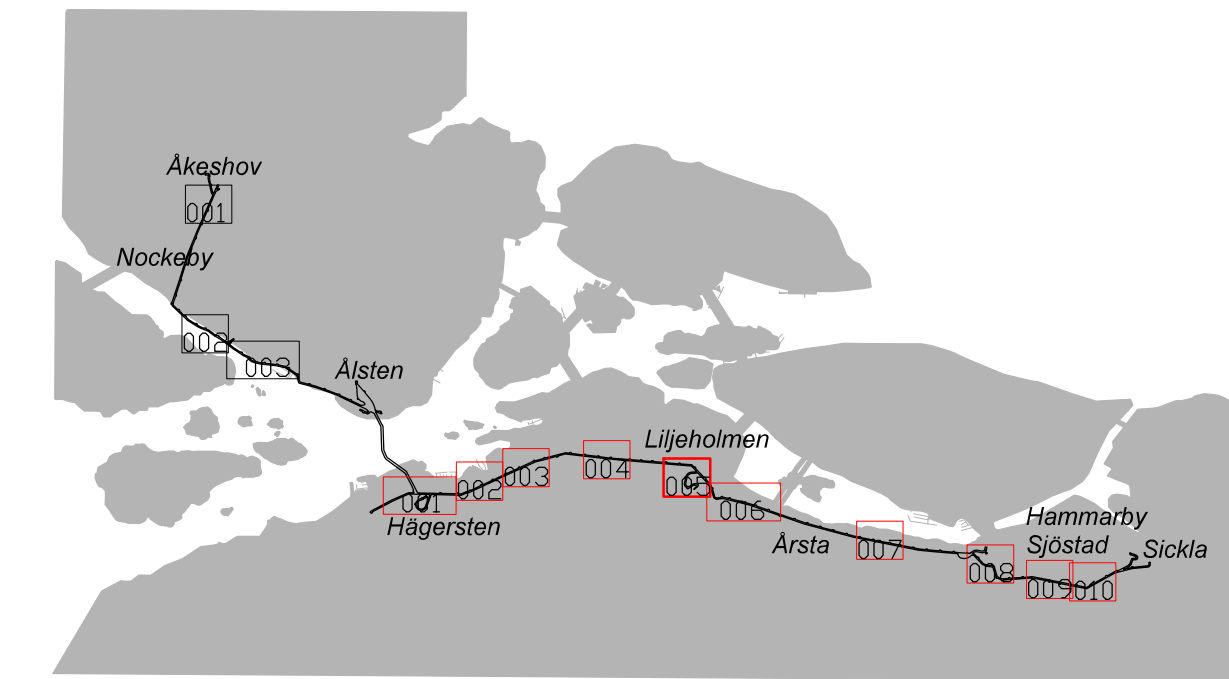 Åkeshov
001
Nockeby
002
003
Ålsten
Liljeholmen
003
004
005
002
001
006
Hägersten
Hammarby
Sjöstad
Årsta
007
Sickla
008
009
010